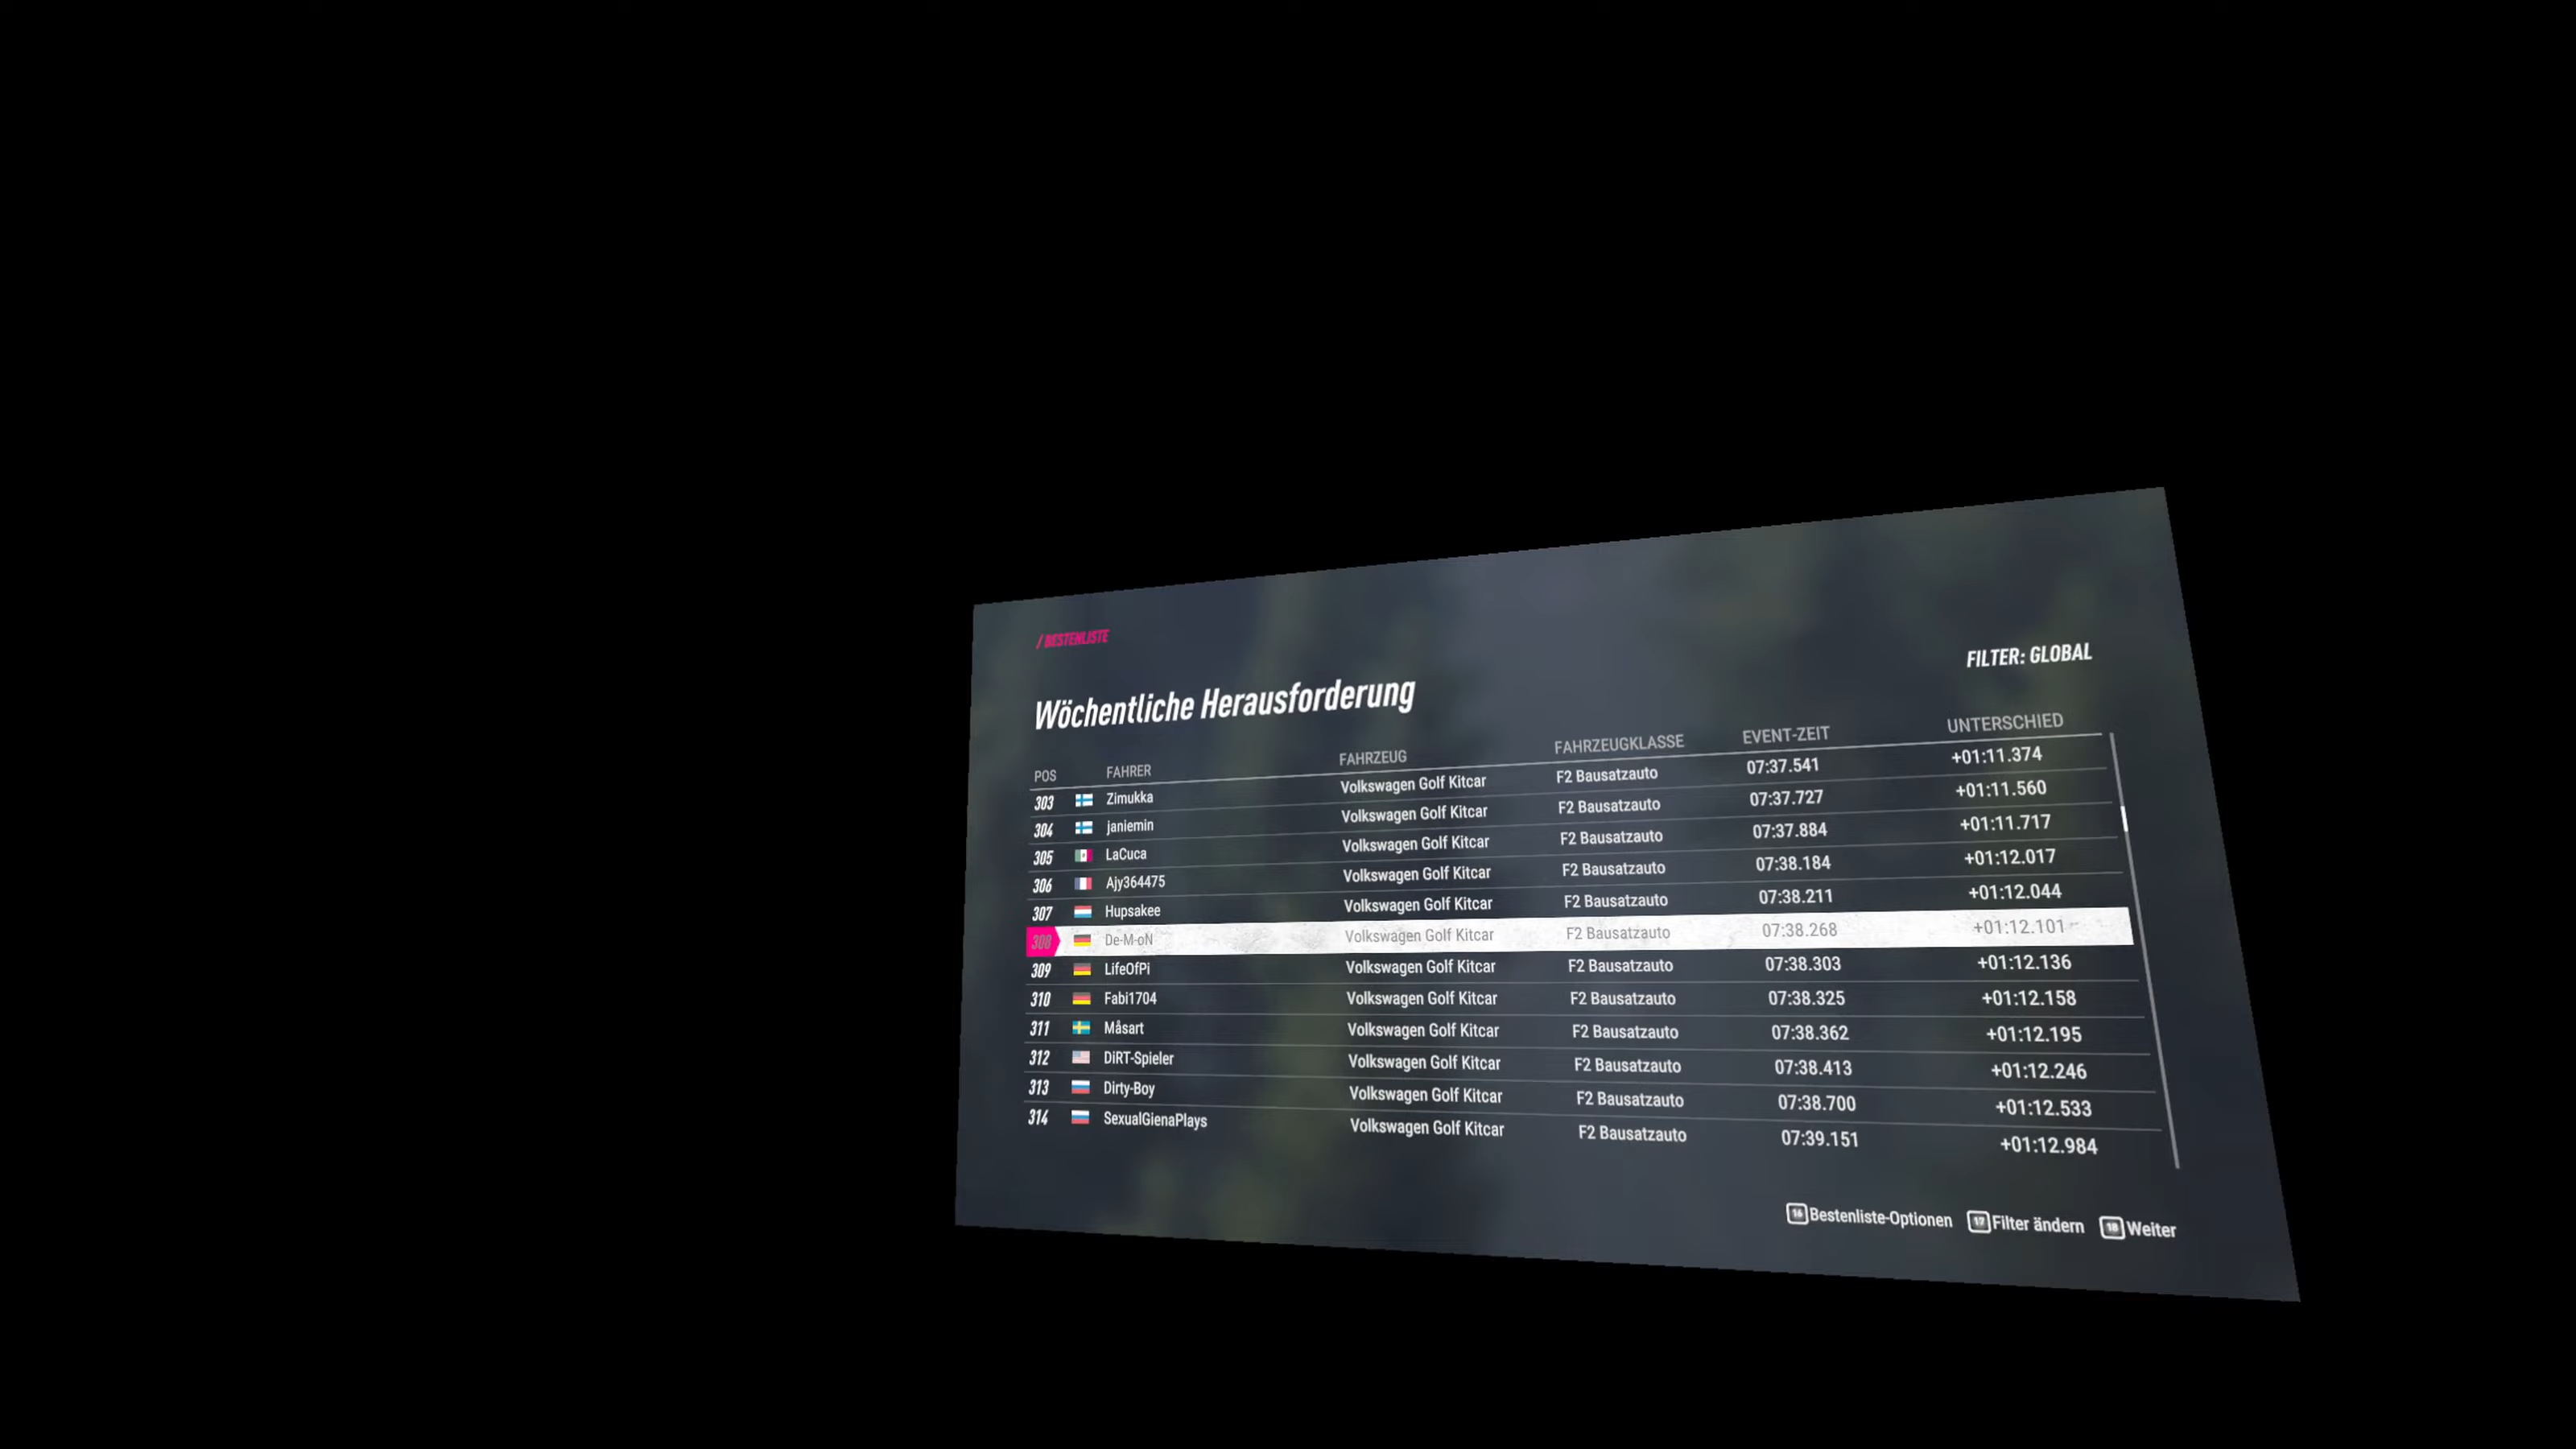 / BESTENLISTE
FILTER: GLOBAL
Wöchentliche Herausforderung
POS FAHRER FAHRZEUG FAHRZEUGKLASSE EVENT-ZEIT UNTERSCHIED
303 Zimukka Volkswagen Golf Kitcar F2 Bausatzauto 07:37.541 +01:11.374
304 janiemin Volkswagen Golf Kitcar F2 Bausatzauto 07:37.727 +01:11.560
305 LaCuca Volkswagen Golf Kitcar F2 Bausatzauto 07:37.884 +01:11.717
306 Ajy364475 Volkswagen Golf Kitcar F2 Bausatzauto 07:38.184 +01:12.017
307 Hupsakee Volkswagen Golf Kitcar F2 Bausatzauto 07:38.211 +01:12.044
308 De-M-oN Volkswagen Golf Kitcar F2 Bausatzauto 07:38.268 +01:12.101
309 LifeOfPi Volkswagen Golf Kitcar F2 Bausatzauto 07:38.303 +01:12.136
310 Fabi1704 Volkswagen Golf Kitcar F2 Bausatzauto 07:38.325 +01:12.158
311 Måsart Volkswagen Golf Kitcar F2 Bausatzauto 07:38.362 +01:12.195
312 DiRT-Spieler Volkswagen Golf Kitcar F2 Bausatzauto 07:38.413 +01:12.246
313 Dirty-Boy Volkswagen Golf Kitcar F2 Bausatzauto 07:38.700 +01:12.533
314 SexualGienaPlays Volkswagen Golf Kitcar F2 Bausatzauto 07:39.151 +01:12.984
16 Bestenliste-Optionen 17 Filter ändern 18 Weiter